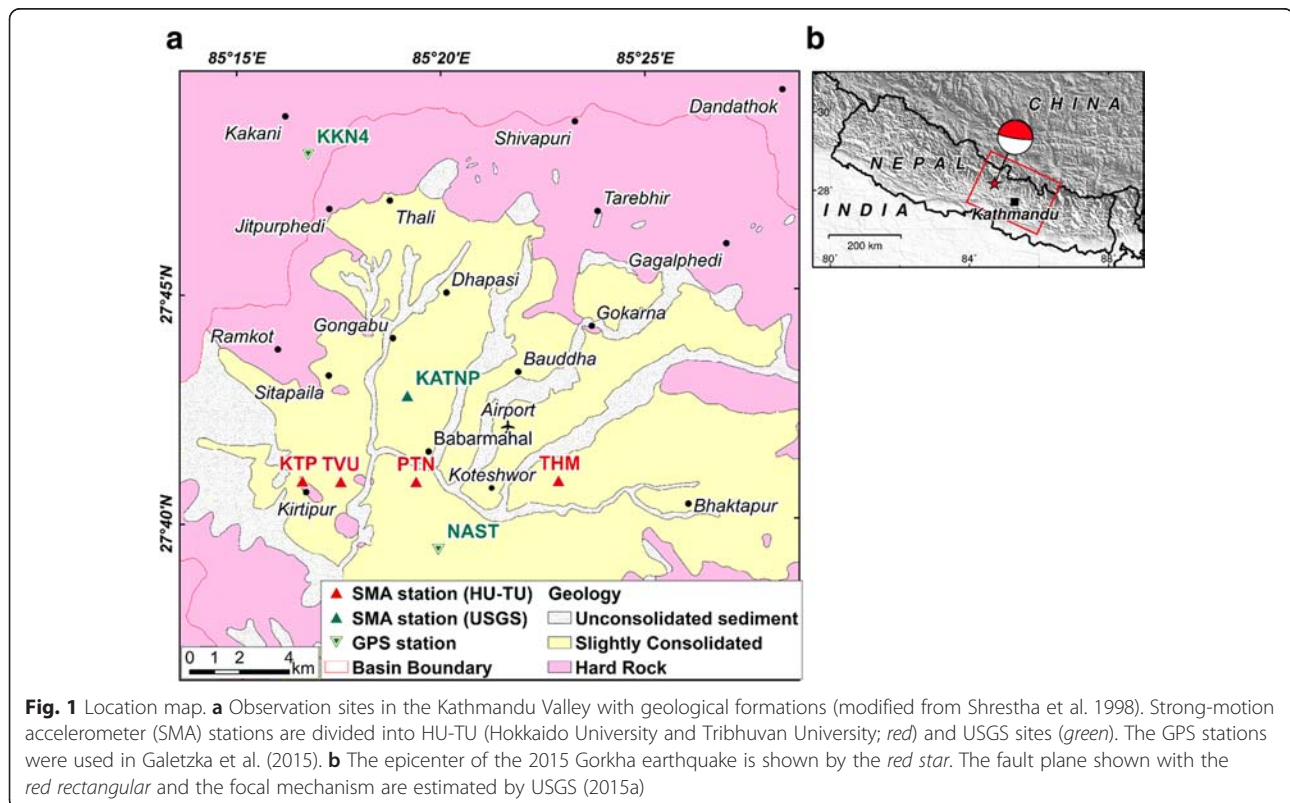 a
85°15'E 85°20'E 85°25'E
Dandathok
Kakani
KKN4
Shivapuri
Jitpurphedi
Thali
Tarebhir
Gagalphedi
27°45'N
Dhapasi
Gokarna
Gongabu
Ramkot
Bauddha
Sitapaila
KATNP
Airport
Babarmahal
KTP TVU PTN THM
Koteshwor
Kirtipur
Bhaktapur
27°40'N
NAST
SMA station (HU-TU)
SMA station (USGS)
GPS station
Basin Boundary
Geology
Unconsolidated sediment
Slightly Consolidated
Hard Rock
0 1 2 4
km
b
30°
CHINA
NEPAL
28°
INDIA
Kathmandu
200 km
80° 84° 88°
Fig. 1 Location map. a Observation sites in the Kathmandu Valley with geological formations (modified from Shrestha et al. 1998). Strong-motion
accelerometer (SMA) stations are divided into HU-TU (Hokkaido University and Tribhuvan University; red) and USGS sites (green). The GPS stations
were used in Galetzka et al. (2015). b The epicenter of the 2015 Gorkha earthquake is shown by the red star. The fault plane shown with the
red rectangular and the focal mechanism are estimated by USGS (2015a)